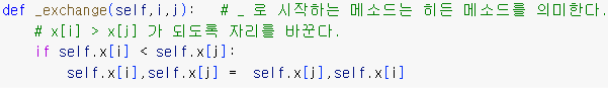 def _exchange(self,i,j):   # _ 로 시작하는 메소드는 히든 메소드를 의미한다.
    # x[i] > x[j] 가 되도록 자리를 바꾼다.
    if self.x[i] < self.x[j]:
        self.x[i],self.x[j] =  self.x[j],self.x[i]